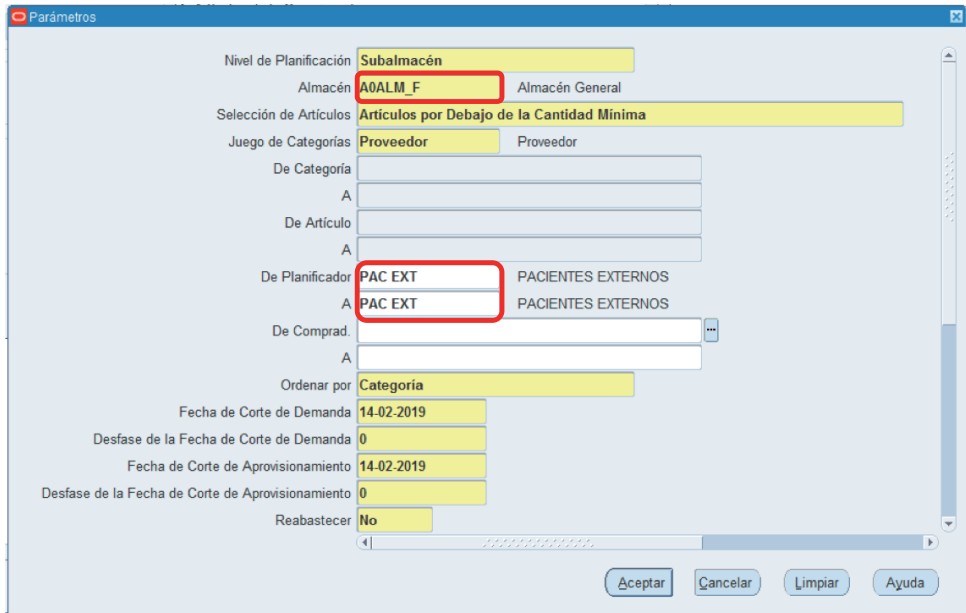 Parámetros
Nivel de Planificación Subalmacén
Almacén A0ALM_F Almacén General
Selección de Artículos Artículos por Debajo de la Cantidad Mínima
Juego de Categorías Proveedor Proveedor
De Categoría
A
De Artículo
A
De Planificador PAC EXT PACIENTES EXTERNOS
A PAC EXT PACIENTES EXTERNOS
De Comprad.
A
Ordenar por Categoría
Fecha de Corte de Demanda 14-02-2019
Desfase de la Fecha de Corte de Demanda 0
Fecha de Corte de Aprovisionamiento 14-02-2019
Desfase de la Fecha de Corte de Aprovisionamiento 0
Reabastecer No
Aceptar Cancelar Limpiar Ayuda